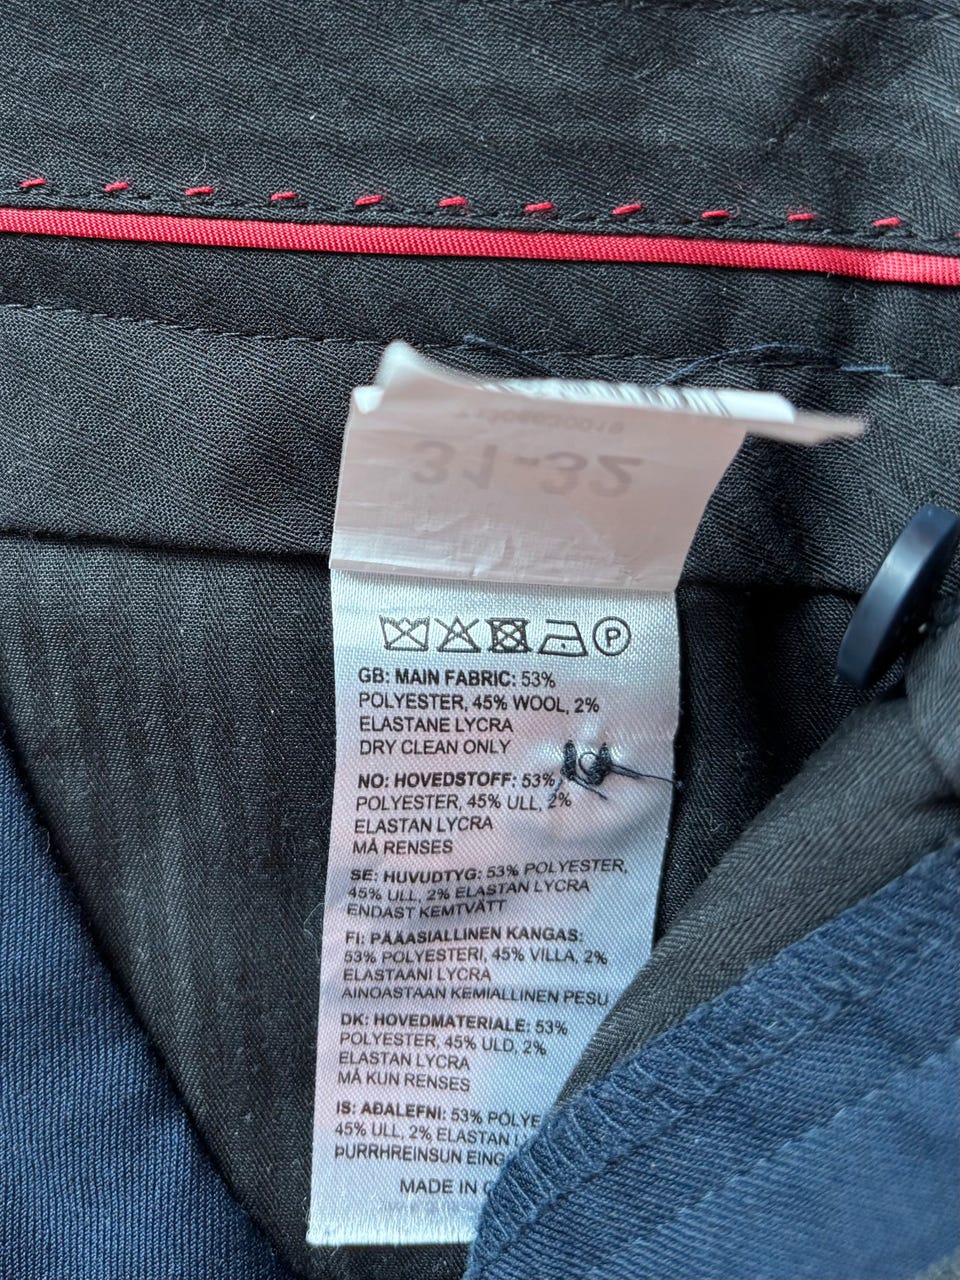 31-32
P
GB: MAIN FABRIC: 53%
POLYESTER, 45% WOOL, 2%
ELASTANE LYCRA
DRY CLEAN ONLY
NO: HOVEDSTOFF: 53%
POLYESTER, 45% ULL, 2%
ELASTAN LYCRA
MÅ RENSES
SE: HUVUDTYG: 53% POLYESTER,
45% ULL, 2% ELASTAN LYCRA
ENDAST KEMTVÄTT
FI: PÄÄASIALLINEN KANGAS:
53% POLYESTERI, 45% VILLA, 2%
ELASTAANI LYCRA
AINOASTAAN KEMIALLINEN PESU
DK: HOVEDMATERIALE: 53%
POLYESTER, 45% ULD, 2%
ELASTAN LYCRA
MÅ KUN RENSES
IS: AÐALEFNI: 53% POLYE
45% ULL, 2% ELASTAN
ÞURRHREINSUN
MADE IN